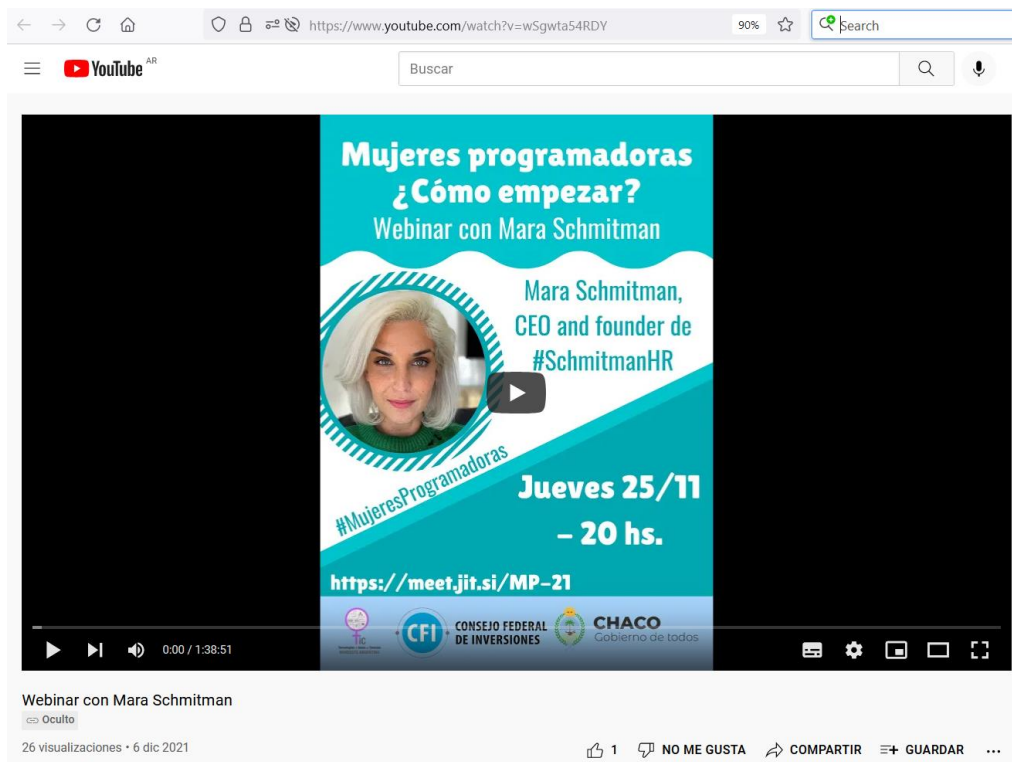 https://www.youtube.com/watch?v=wSgwta54RDY
90%
Search
YouTube AR
Buscar
Mujeres programadoras
¿Cómo empezar?
Webinar con Mara Schmitman
Mara Schmitman,
CEO and founder de
#SchmitmanHR
#MujeresProgramadoras
Jueves 25/11
– 20 hs.
https://meet.jit.si/MP-21
TIC
CFI
CONSEJO FEDERAL
DE INVERSIONES
CHACO
Gobierno de todos
0:00 / 1:38:51
Webinar con Mara Schmitman
Oculto
26 visualizaciones • 6 dic 2021
1
NO ME GUSTA
COMPARTIR
GUARDAR